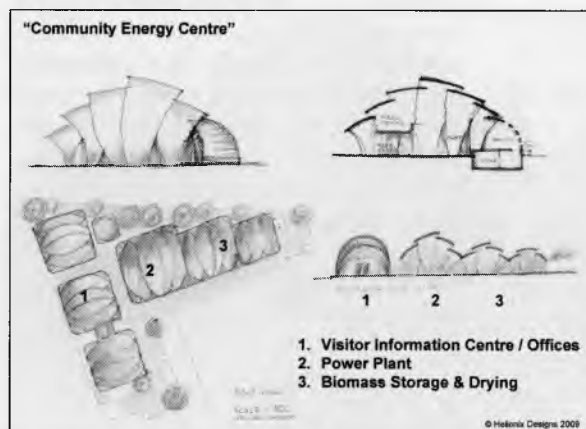 "Community Energy Centre"
1
2
3
1
2
3
1. Visitor Information Centre / Offices
2. Power Plant
3. Biomass Storage & Drying
© Helionix Designs 2009